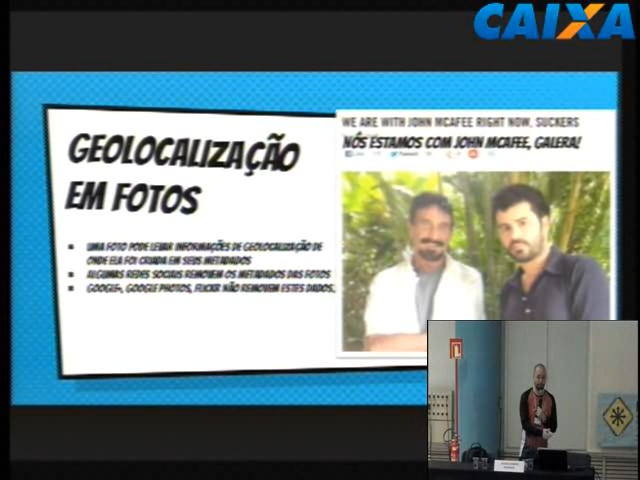 CAIXA
WE ARE WITH JOHN MCAFEE RIGHT NOW, SUCKERS
NÓS ESTAMOS COM JOHN MCAFEE, GALERA!
GEOLOCALIZAÇÃO
EM FOTOS
UMA FOTO PODE LEVAR INFORMAÇÕES DE GEOLOCALIZAÇÃO DE
ONDE ELA FOI CRIADA EM SEUS METADADOS
ALGUMAS REDES SOCIAIS REMOVEM OS METADADOS DAS FOTOS
GOOGLE+, GOOGLE PHOTOS, FLICKR NÃO REMOVEM ESTES DADOS.